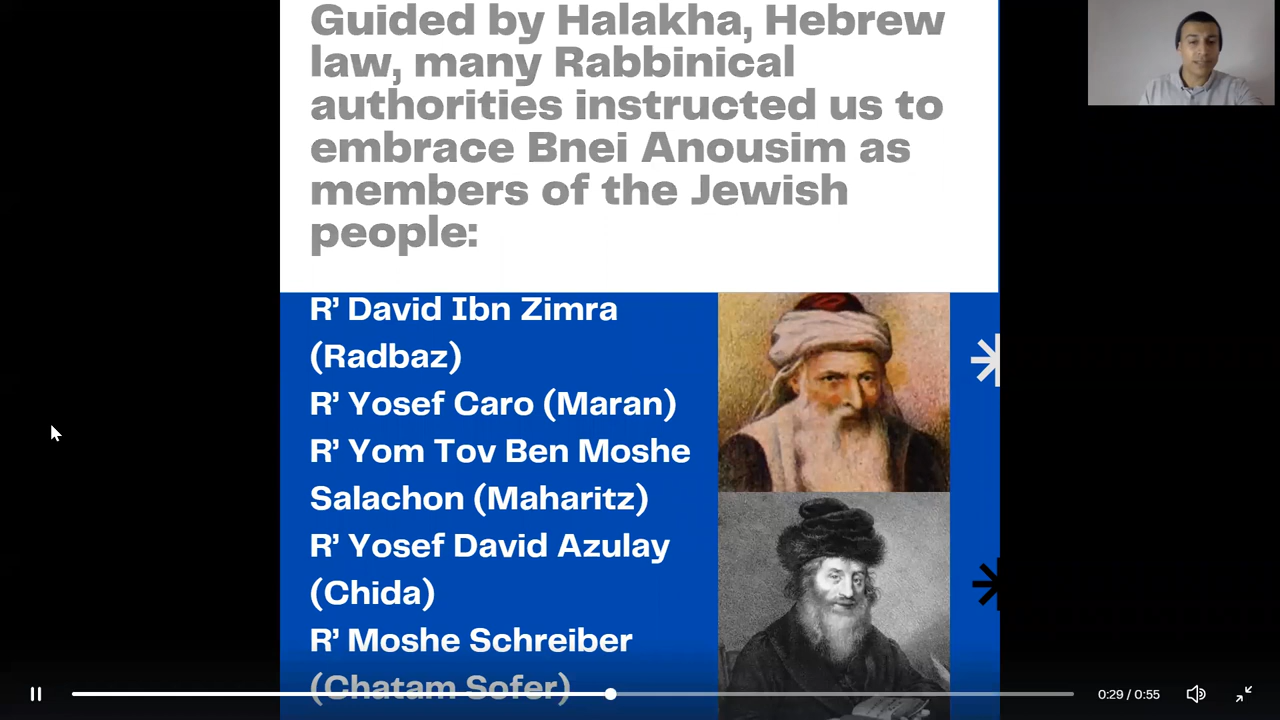 Guided by Halakha, Hebrew
law, many Rabbinical
authorities instructed us to
embrace Bnei Anousim as
members of the Jewish
people:
R’ David Ibn Zimra
(Radbaz)
R’ Yosef Caro (Maran)
R’ Yom Tov Ben Moshe
Salachon (Maharitz)
R’ Yosef David Azulay
(Chida)
R’ Moshe Schreiber
(Chatam Sofer)
0:29 / 0:55